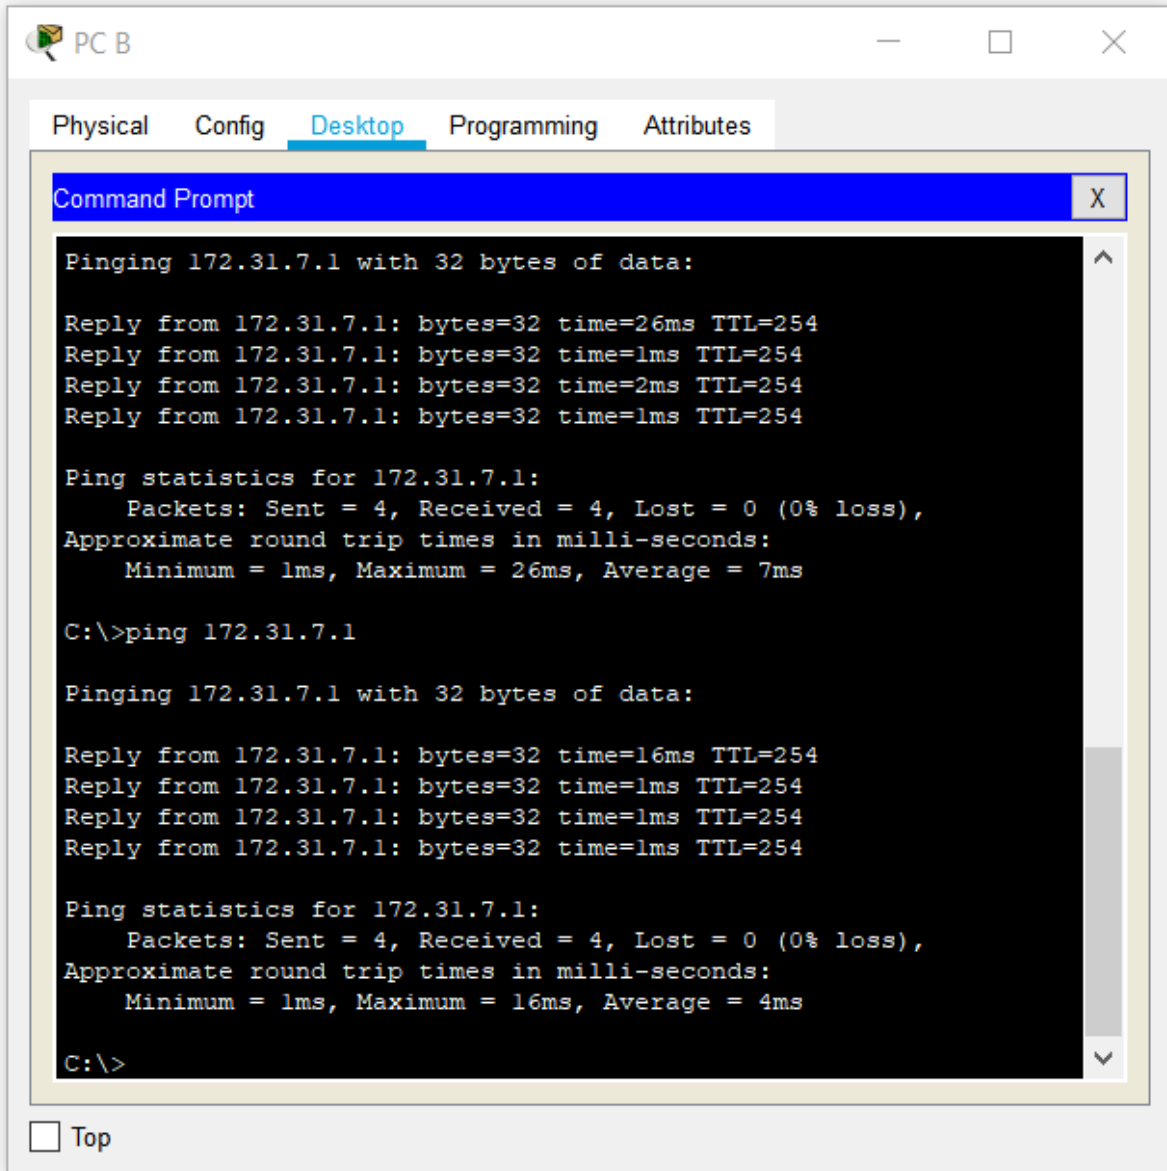 PC B
Physical Config Desktop Programming Attributes
Command Prompt X
Pinging 172.31.7.1 with 32 bytes of data:
Reply from 172.31.7.1: bytes=32 time=26ms TTL=254
Reply from 172.31.7.1: bytes=32 time=1ms TTL=254
Reply from 172.31.7.1: bytes=32 time=2ms TTL=254
Reply from 172.31.7.1: bytes=32 time=1ms TTL=254
Ping statistics for 172.31.7.1:
Packets: Sent = 4, Received = 4, Lost = 0 (0% loss),
Approximate round trip times in milli-seconds:
Minimum = 1ms, Maximum = 26ms, Average = 7ms
C:\>ping 172.31.7.1
Pinging 172.31.7.1 with 32 bytes of data:
Reply from 172.31.7.1: bytes=32 time=16ms TTL=254
Reply from 172.31.7.1: bytes=32 time=1ms TTL=254
Reply from 172.31.7.1: bytes=32 time=1ms TTL=254
Reply from 172.31.7.1: bytes=32 time=1ms TTL=254
Ping statistics for 172.31.7.1:
Packets: Sent = 4, Received = 4, Lost = 0 (0% loss),
Approximate round trip times in milli-seconds:
Minimum = 1ms, Maximum = 16ms, Average = 4ms
C:\>
Top